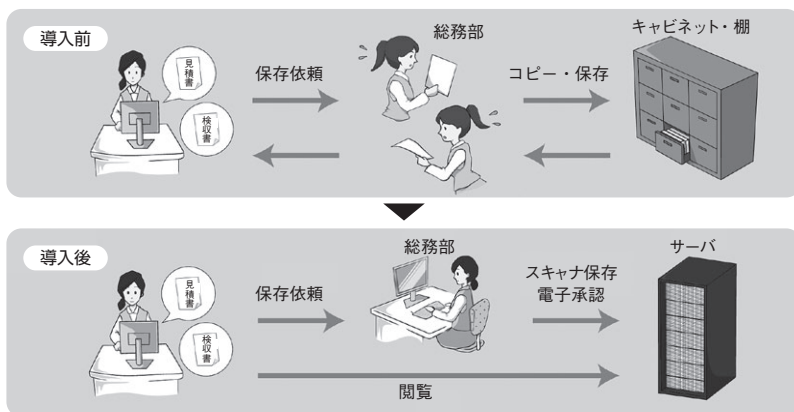 導入前
見積書
検収書
保存依頼
総務部
コピー・保存
キャビネット・棚
導入後
見積書
検収書
保存依頼
総務部
スキャナ保存
電子承認
サーバ
閲覧